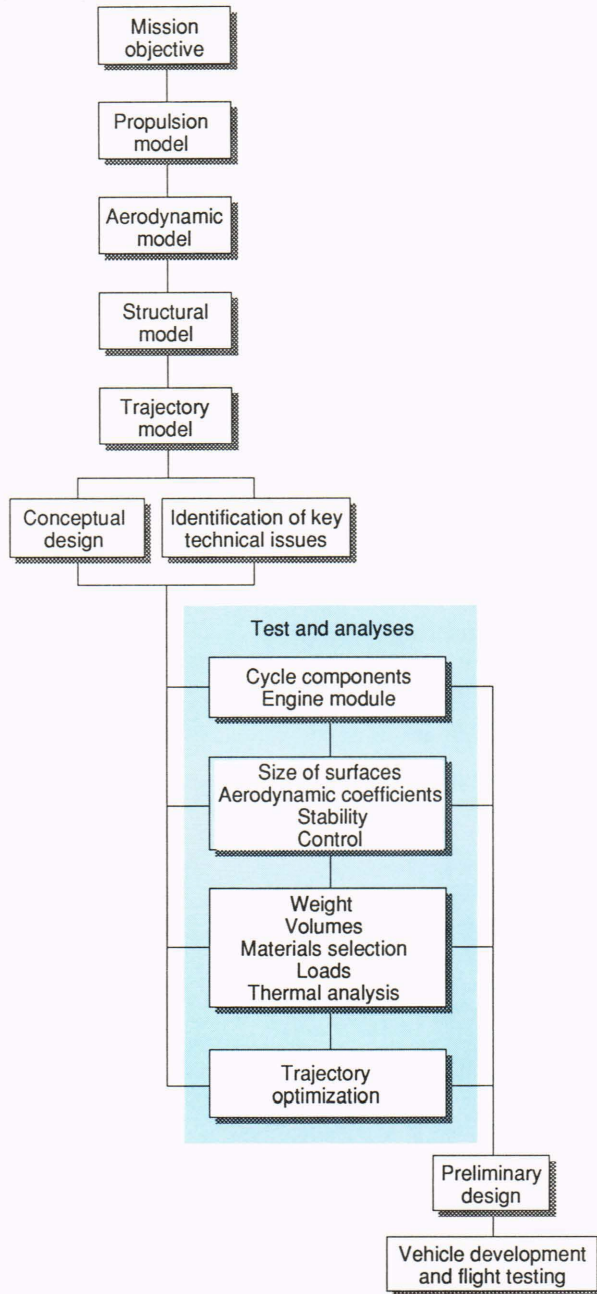 Mission
objective
Propulsion
model
Aerodynamic
model
Structural
model
Trajectory
model
Conceptual
design
Identification of key
technical issues
Test and analyses
Cycle components
Engine module
Size of surfaces
Aerodynamic coefficients
Stability
Control
Weight
Volumes
Materials selection
Loads
Thermal analysis
Trajectory
optimization
Preliminary
design
Vehicle development
and flight testing